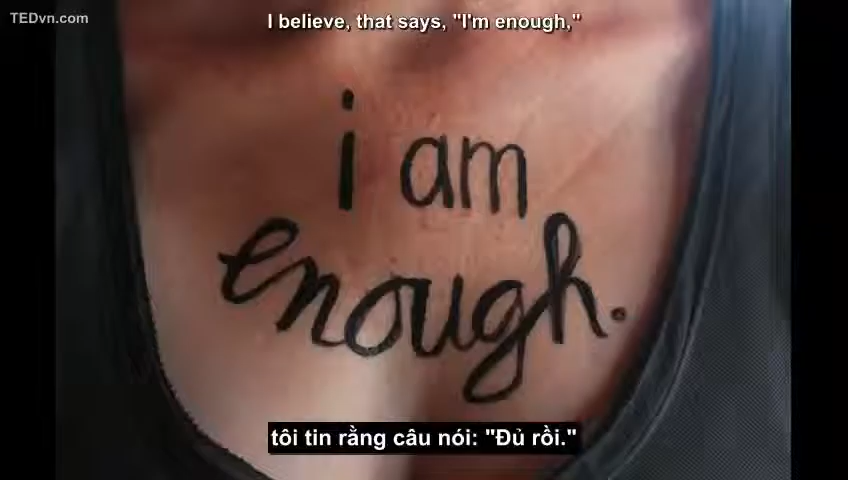 TEDvn.com
I believe, that says, "I'm enough,"
i am
enough.
tôi tin rằng câu nói: "Đủ rồi."